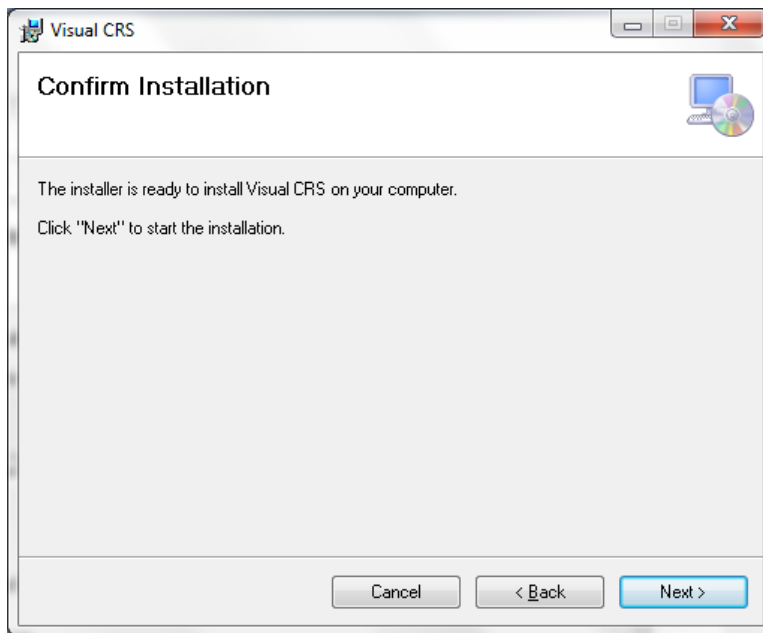 Visual CRS
Confirm Installation
The installer is ready to install Visual CRS on your computer.
Click "Next" to start the installation.
Cancel
< Back
Next >